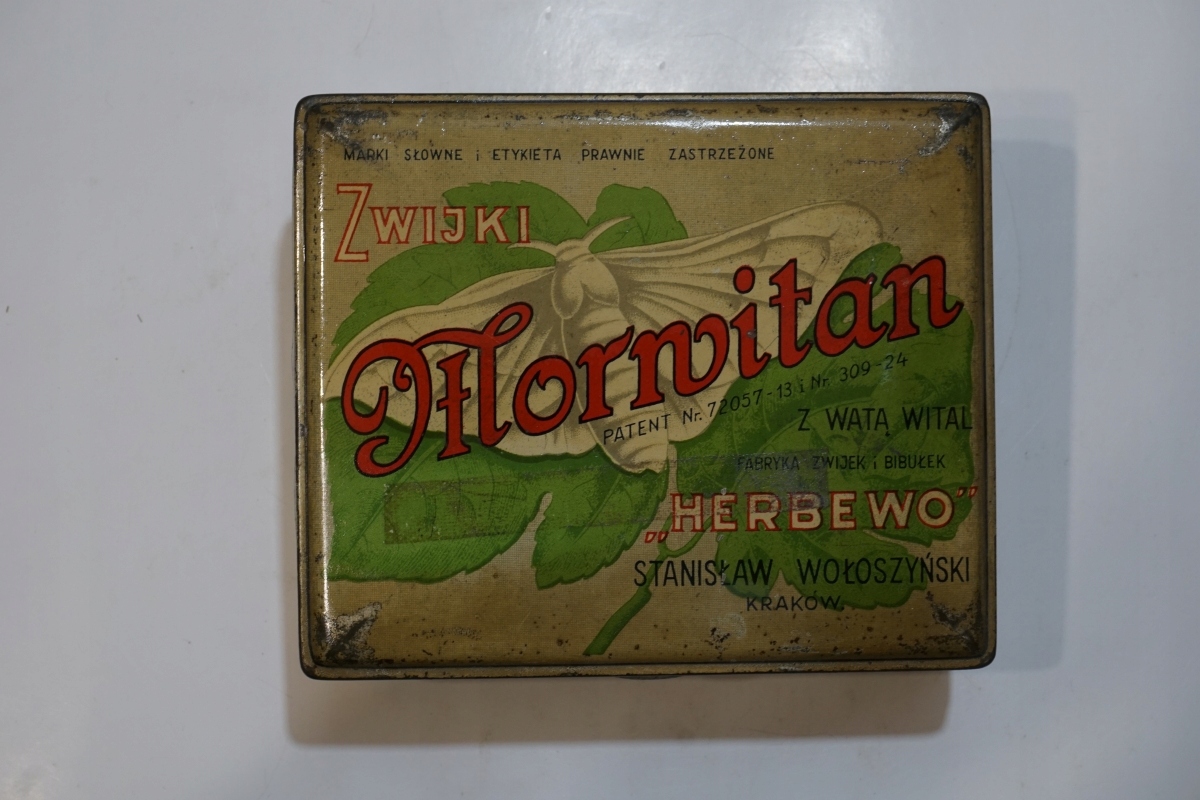 MARKI SŁOWNE i ETYKIETA PRAWNIE ZASTRZEŻONE
ZWIJKI
Morwitan
PATENT Nr. 72057-13 i Nr. 309-24
Z WATĄ WITAL
FABRYKA ZWIJEK i BIBUŁEK
„HERBEWO”
STANISŁAW WOŁOSZYŃSKI
KRAKÓW.